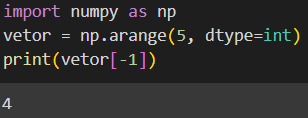 import numpy as np
vetor = np.arange(5, dtype=int)
print(vetor[-1])
4